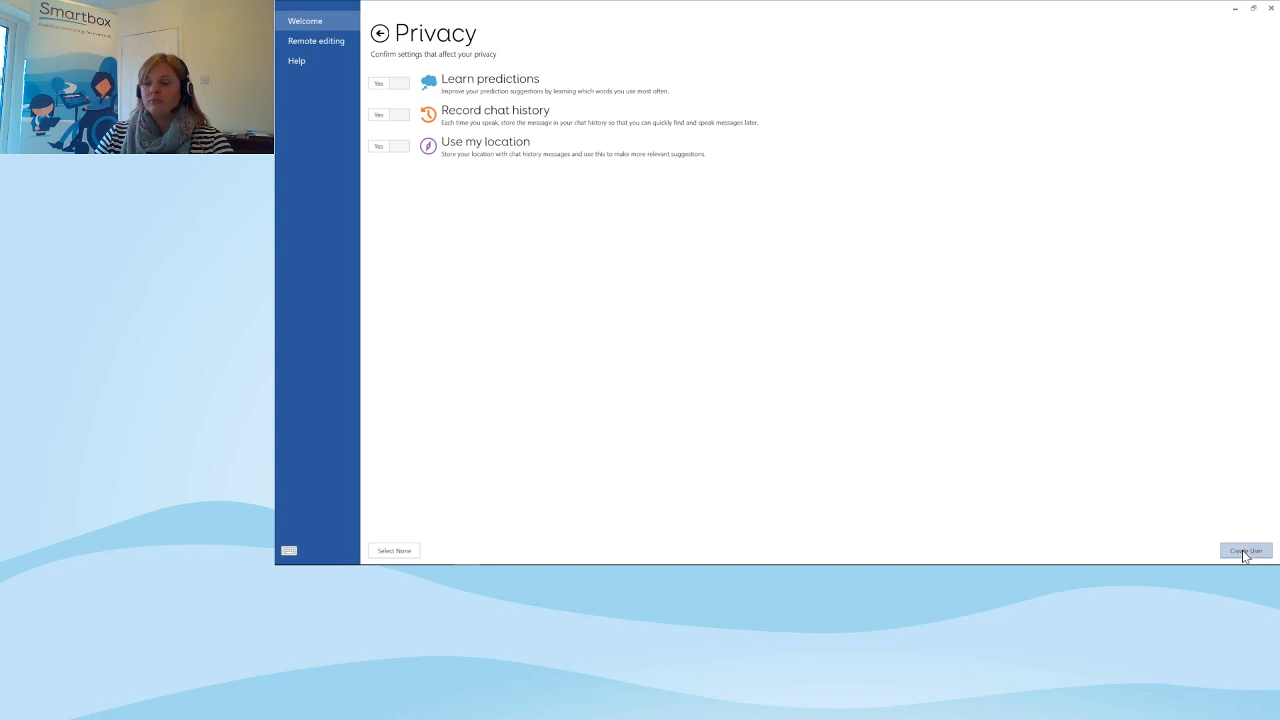 Smartbox
Welcome
Remote editing
Help
Privacy
Confirm settings that affect your privacy
Yes
Learn predictions
Improve your prediction suggestions by learning which words you use most often.
Yes
Record chat history
Each time you speak, store the message in your chat history so that you can quickly find and speak messages later.
Yes
Use my location
Store your location with chat history messages and use this to make more relevant suggestions.
Select None
Create User